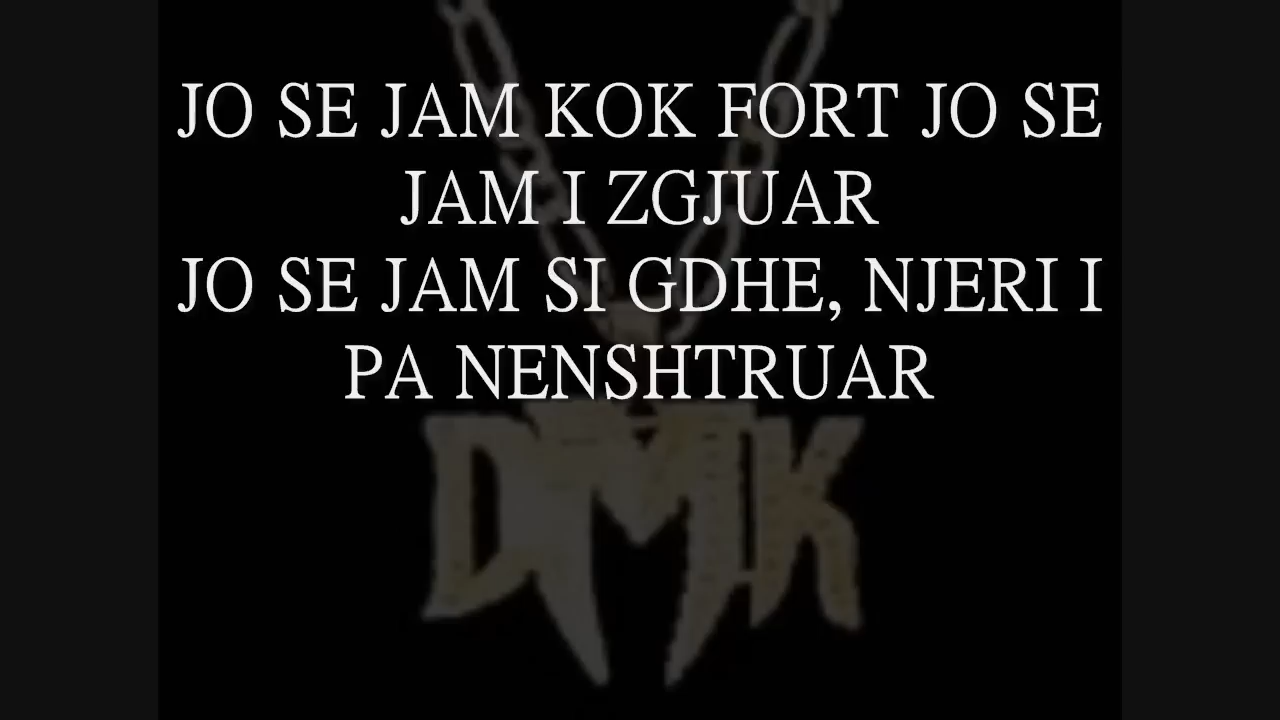 JO SE JAM KOK FORT JO SE
JAM I ZGJUAR
JO SE JAM SI GDHE, NJERI I
PA NENSHTRUAR
DMK